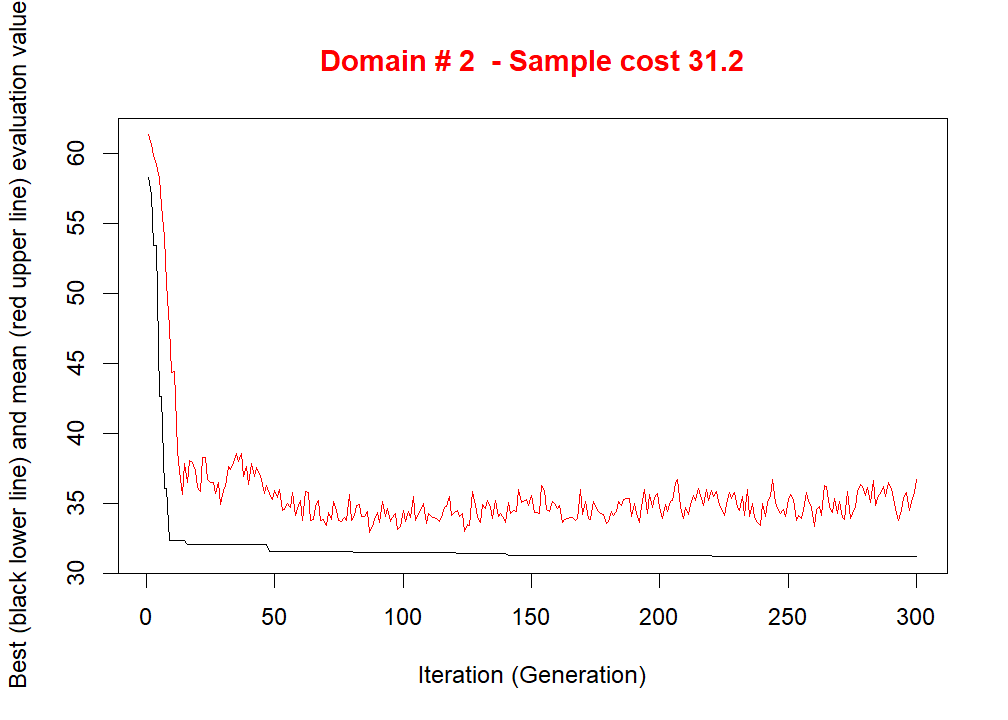 Domain # 2  - Sample cost 31.2
Best (black lower line) and mean (red upper line) evaluation value
60
55
50
45
40
35
30
0 50 100 150 200 250 300
Iteration (Generation)